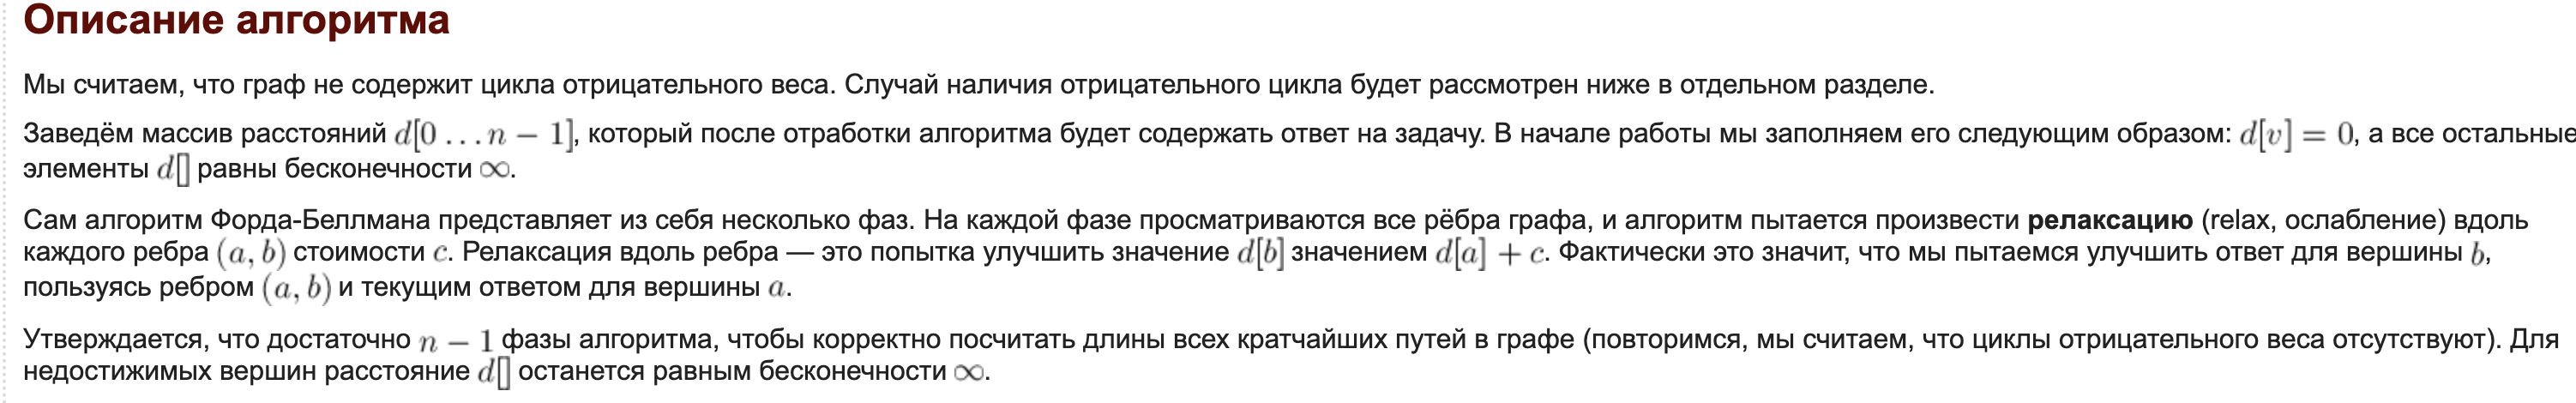 Описание алгоритма
Мы считаем, что граф не содержит цикла отрицательного веса. Случай наличия отрицательного цикла будет рассмотрен ниже в отдельном разделе.
Заведём массив расстояний d[0 … n − 1], который после отработки алгоритма будет содержать ответ на задачу. В начале работы мы заполняем его следующим образом: d[v] = 0, а все остальные
элементы d[] равны бесконечности ∞.
Сам алгоритм Форда-Беллмана представляет из себя несколько фаз. На каждой фазе просматриваются все рёбра графа, и алгоритм пытается произвести релаксацию (relax, ослабление) вдоль
каждого ребра (a, b) стоимости c. Релаксация вдоль ребра — это попытка улучшить значение d[b] значением d[a] + c. Фактически это значит, что мы пытаемся улучшить ответ для вершины b,
пользуясь ребром (a, b) и текущим ответом для вершины a.
Утверждается, что достаточно n − 1 фазы алгоритма, чтобы корректно посчитать длины всех кратчайших путей в графе (повторимся, мы считаем, что циклы отрицательного веса отсутствуют). Для
недостижимых вершин расстояние d[] останется равным бесконечности ∞.